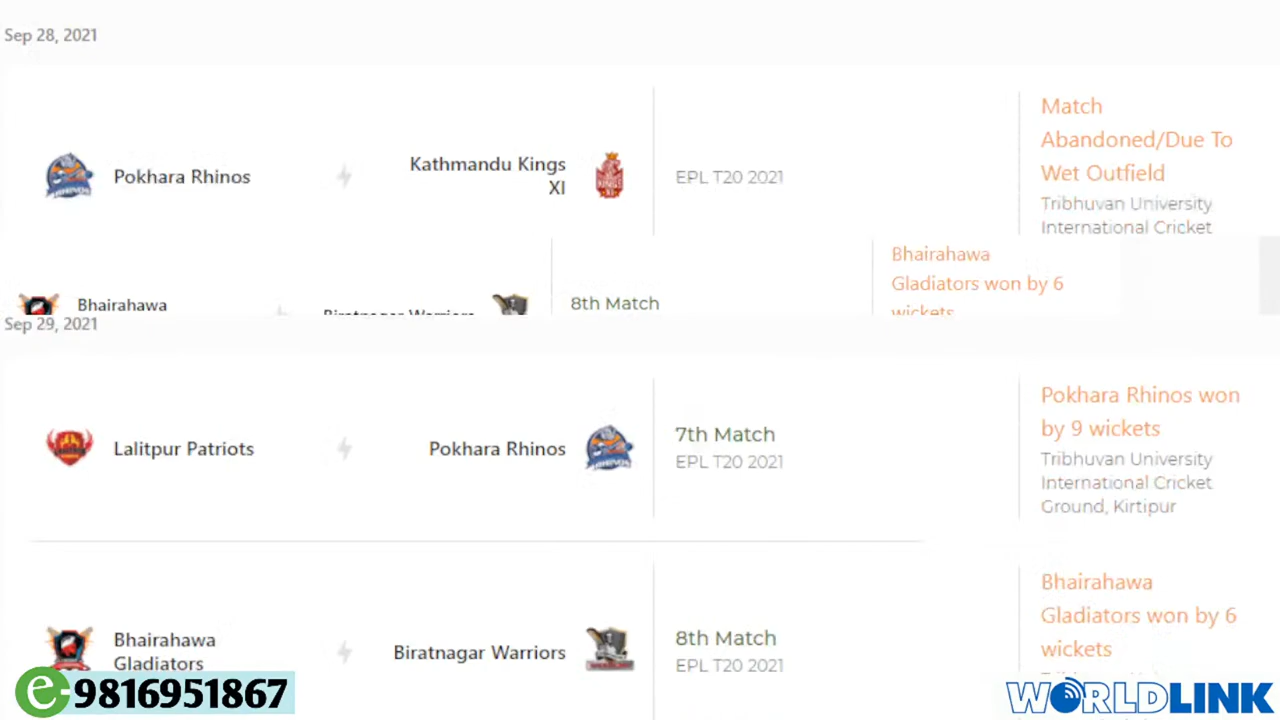 Sep 28, 2021
Pokhara Rhinos
Kathmandu Kings
XI
EPL T20 2021
Match
Abandoned/Due To
Wet Outfield
Tribhuvan University
International Cricket
Bhairahawa
Biratnagar Warriors
8th Match
Bhairahawa
Gladiators won by 6
wickets
Sep 29, 2021
Lalitpur Patriots
Pokhara Rhinos
7th Match
EPL T20 2021
Pokhara Rhinos won
by 9 wickets
Tribhuvan University
International Cricket
Ground, Kirtipur
Bhairahawa
Gladiators
Biratnagar Warriors
8th Match
EPL T20 2021
Bhairahawa
Gladiators won by 6
wickets
e-9816951867
WORLDLINK